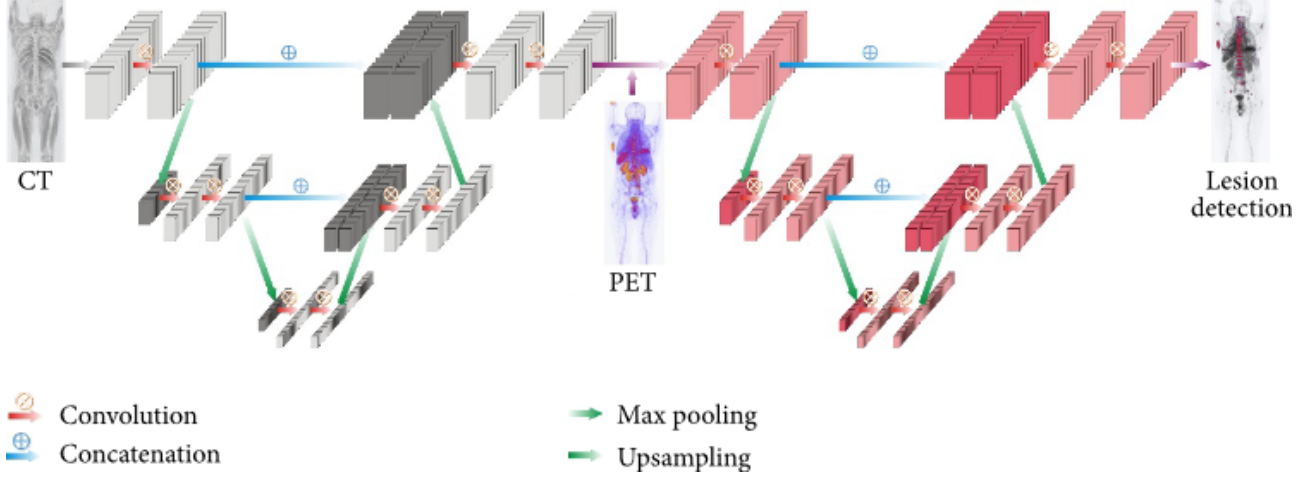 CT
PET
Lesion
detection
Convolution
Concatenation
Max pooling
Upsampling